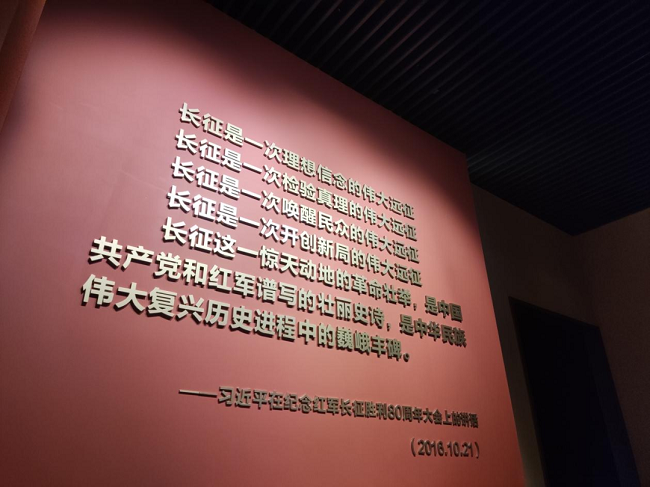 长征是一次理想信念的伟大远征
长征是一次检验真理的伟大远征
长征是一次唤醒民众的伟大远征
长征是一次开创新局的伟大远征
长征这一惊天动地的革命壮举，是中国
共产党和红军谱写的壮丽史诗，是中华民族
伟大复兴历史进程中的巍峨丰碑。
——习近平在纪念红军长征胜利80周年大会上的讲话
（2016.10.21）